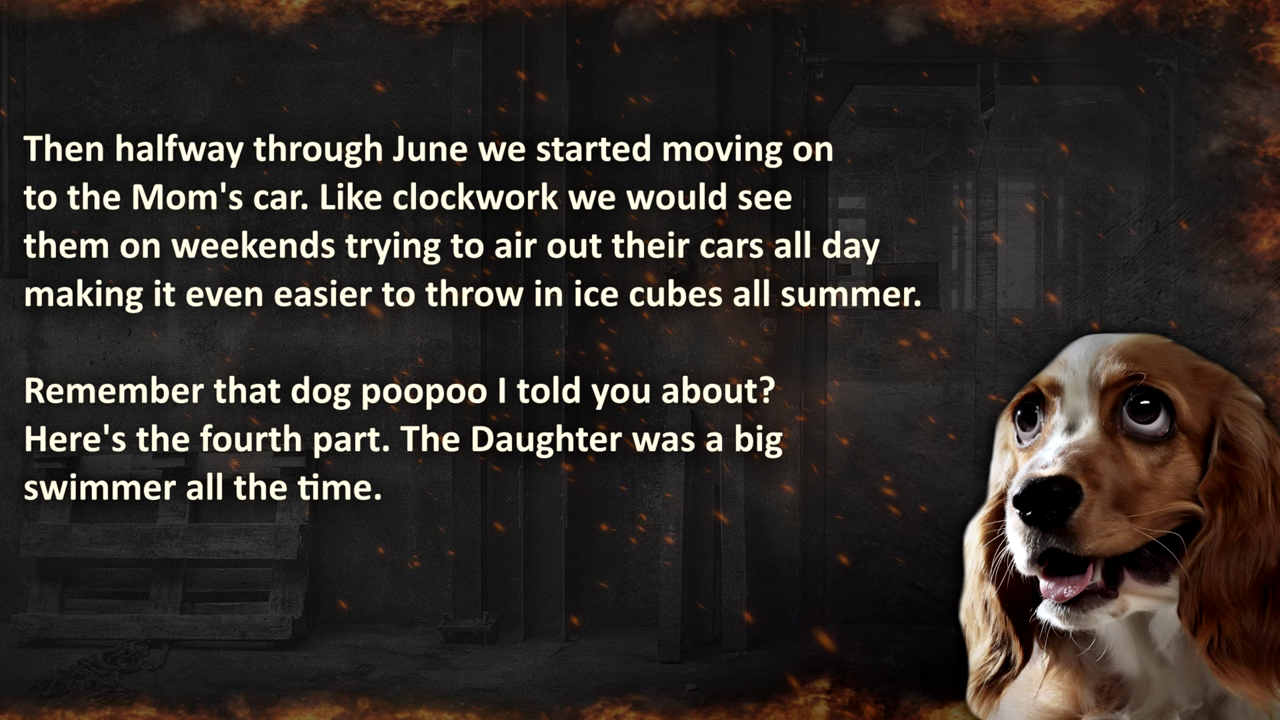 Then halfway through June we started moving on
to the Mom's car. Like clockwork we would see
them on weekends trying to air out their cars all day
making it even easier to throw in ice cubes all summer.
Remember that dog poopoo I told you about?
Here's the fourth part. The Daughter was a big
swimmer all the time.